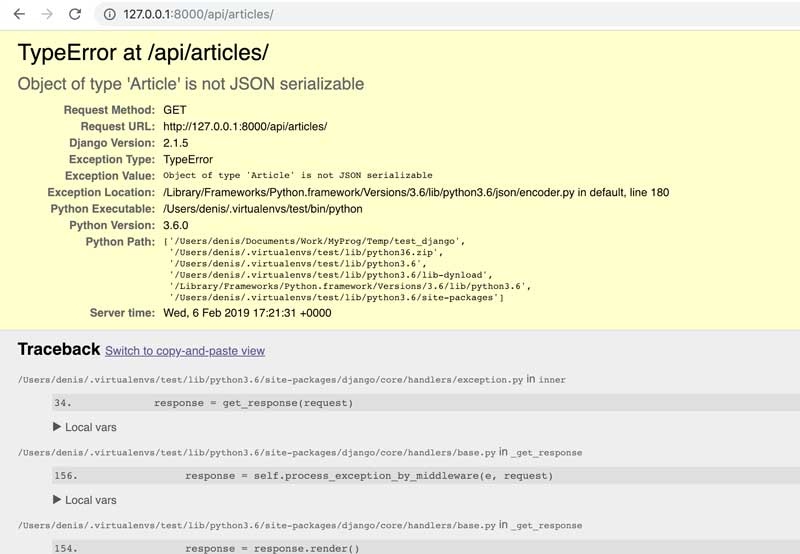 127.0.0.1:8000/api/articles/
TypeError at /api/articles/
Object of type 'Article' is not JSON serializable
Request Method: GET
Request URL: http://127.0.0.1:8000/api/articles/
Django Version: 2.1.5
Exception Type: TypeError
Exception Value: Object of type 'Article' is not JSON serializable
Exception Location: /Library/Frameworks/Python.framework/Versions/3.6/lib/python3.6/json/encoder.py in default, line 180
Python Executable: /Users/denis/.virtualenvs/test/bin/python
Python Version: 3.6.0
Python Path: ['/Users/denis/Documents/Work/MyProg/Temp/test_django',
'/Users/denis/.virtualenvs/test/lib/python36.zip',
'/Users/denis/.virtualenvs/test/lib/python3.6',
'/Users/denis/.virtualenvs/test/lib/python3.6/lib-dynload',
'/Library/Frameworks/Python.framework/Versions/3.6/lib/python3.6',
'/Users/denis/.virtualenvs/test/lib/python3.6/site-packages']
Server time: Wed, 6 Feb 2019 17:21:31 +0000
Traceback Switch to copy-and-paste view
/Users/denis/.virtualenvs/test/lib/python3.6/site-packages/django/core/handlers/exception.py in inner
34. response = get_response(request)
▶ Local vars
/Users/denis/.virtualenvs/test/lib/python3.6/site-packages/django/core/handlers/base.py in _get_response
156. response = self.process_exception_by_middleware(e, request)
▶ Local vars
/Users/denis/.virtualenvs/test/lib/python3.6/site-packages/django/core/handlers/base.py in _get_response
154. response = response.render()